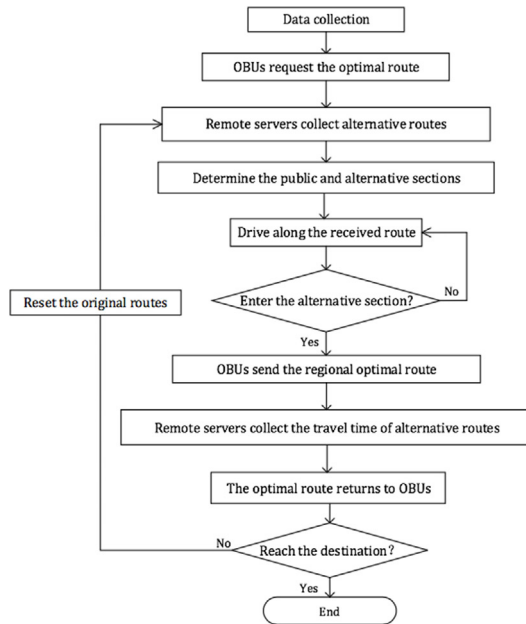 Data collection
OBUs request the optimal route
Remote servers collect alternative routes
Determine the public and alternative sections
Drive along the received route
Reset the original routes
Enter the alternative section?
No
Yes
OBUs send the regional optimal route
Remote servers collect the travel time of alternative routes
The optimal route returns to OBUs
No
Reach the destination?
Yes
End